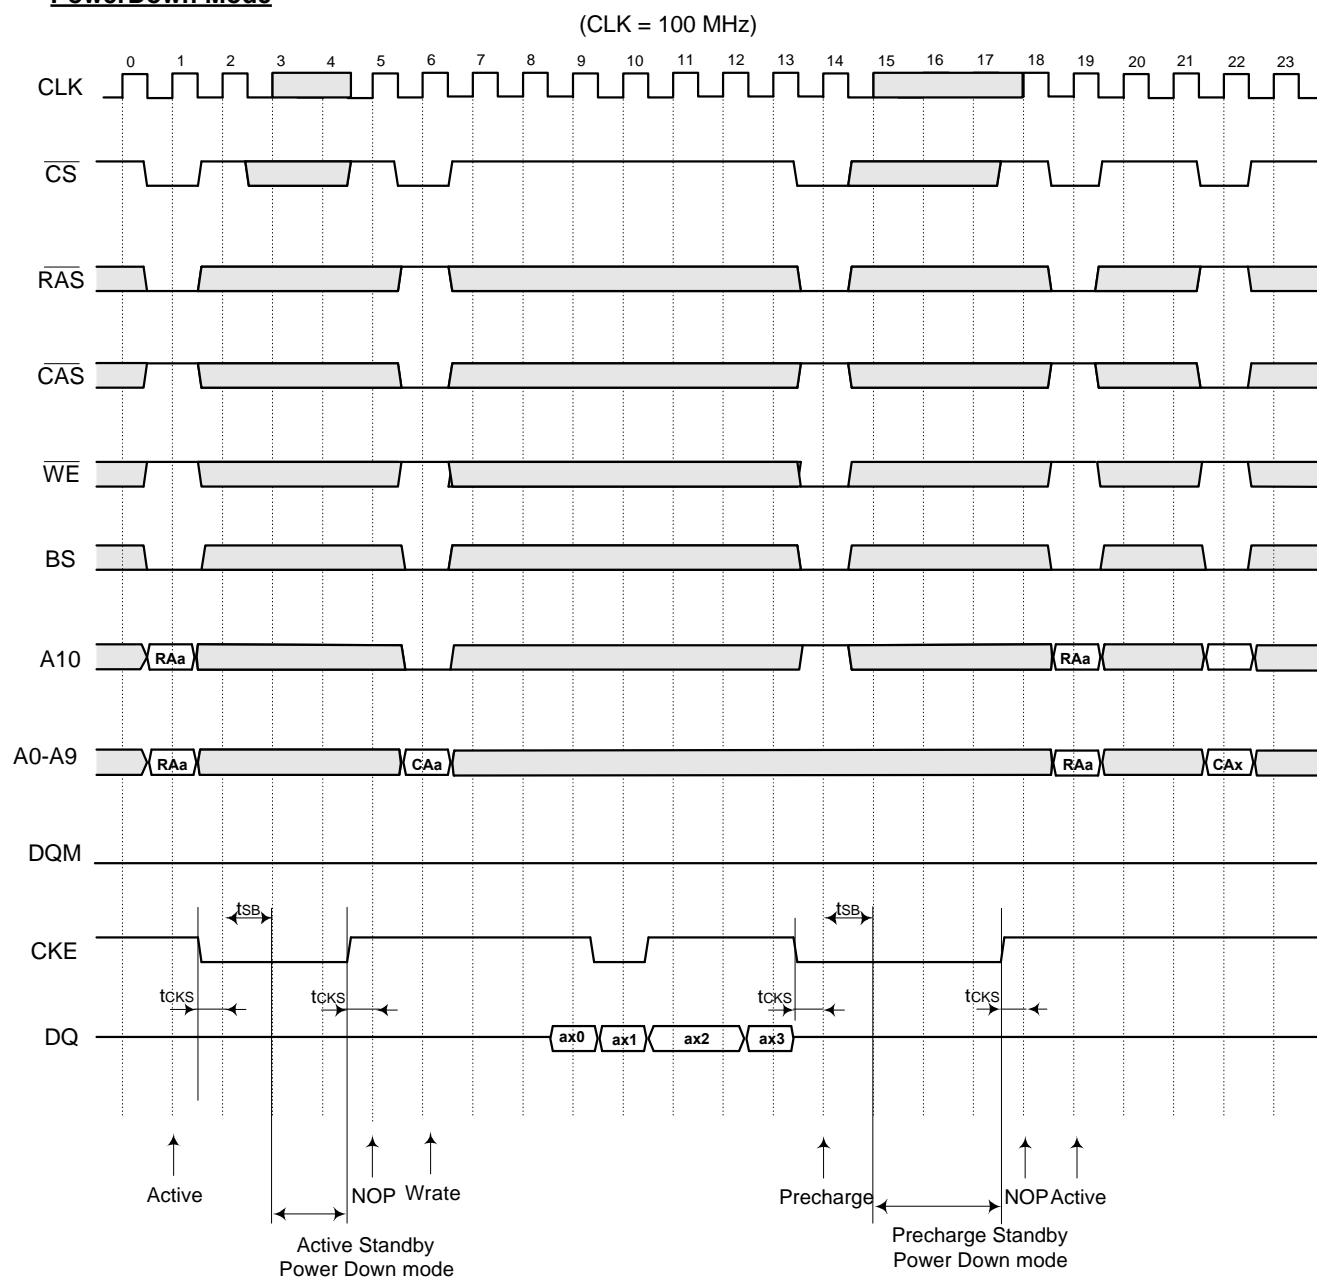 PowerDown Mode
(CLK = 100 MHz)
0 1 2 3 4 5 6 7 8 9 10 11 12 13 14 15 16 17 18 19 20 21 22 23
CLK
CS
RAS
CAS
WE
BS
A10 RAa RAa
A0-A9 RAa CAa RAa CAx
DQM
tSB tSB
CKE
tCKS tCKS tCKS tCKS
DQ ax0 ax1 ax2 ax3
Active NOP Wrate Precharge NOP Active
Active Standby
Power Down mode
Precharge Standby
Power Down mode